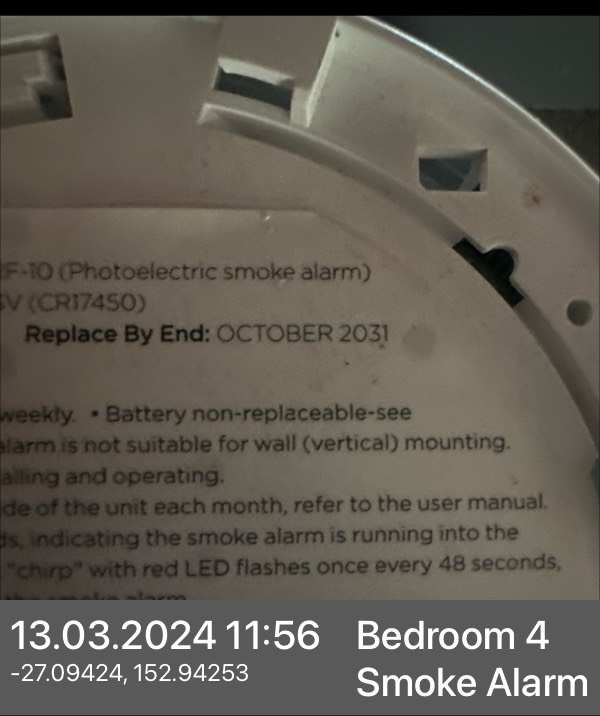 F-10 (Photoelectric smoke alarm)
V (CR17450)
Replace By End: OCTOBER 2031
weekly. • Battery non-replaceable-see
alarm is not suitable for wall (vertical) mounting.
ailing and operating.
de of the unit each month, refer to the user manual.
ds, indicating the smoke alarm is running into the
"chirp" with red LED flashes once every 48 seconds,
the smoke alarm
13.03.2024 11:56
-27.09424, 152.94253
Bedroom 4
Smoke Alarm